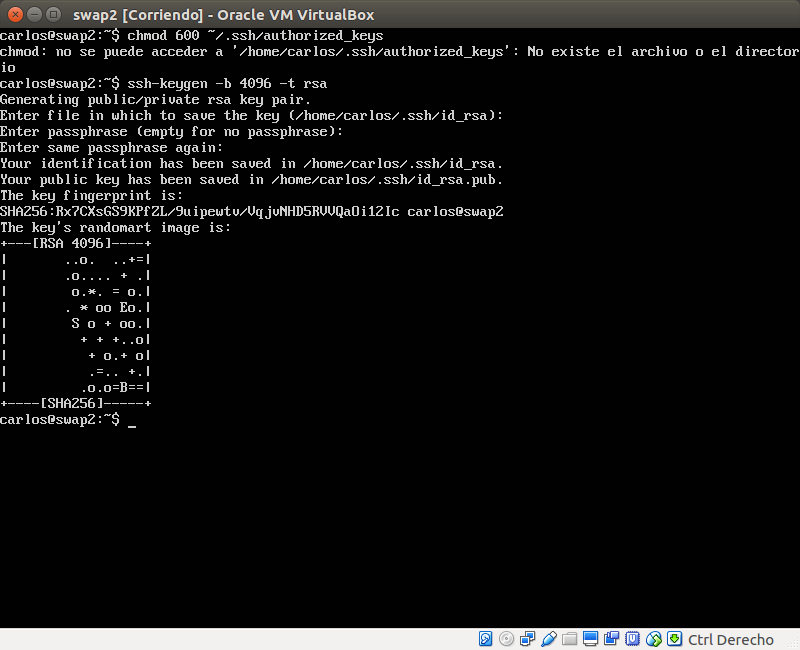 swap2 [Corriendo] - Oracle VM VirtualBox
carlos@swap2:~$ chmod 600 ~/.ssh/authorized_keys
chmod: no se puede acceder a '/home/carlos/.ssh/authorized_keys': No existe el archivo o el director
io
carlos@swap2:~$ ssh-keygen -b 4096 -t rsa
Generating public/private rsa key pair.
Enter file in which to save the key (/home/carlos/.ssh/id_rsa):
Enter passphrase (empty for no passphrase):
Enter same passphrase again:
Your identification has been saved in /home/carlos/.ssh/id_rsa.
Your public key has been saved in /home/carlos/.ssh/id_rsa.pub.
The key fingerprint is:
SHA256:Rx7CXsGS9KPfZL/9uipewtv/VqjvNHD5RVVQaOi12Ic carlos@swap2
The key's randomart image is:
+---[RSA 4096]----+
|       ..o.  ..+=|
|       .o.... + .|
|        o.*. = o.|
|       . * oo Eo.|
|        S o + oo.|
|         + + +..o|
|          + o.+ o|
|          .=.. +.|
|         .o.o=B==|
+----[SHA256]-----+
carlos@swap2:~$ _
Ctrl Derecho